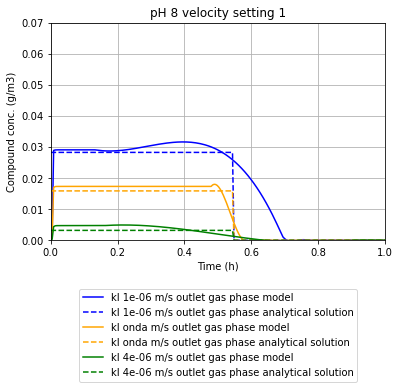 pH 8 velocity setting 1
Compound conc. (g/m3)
0.07
0.06
0.05
0.04
0.03
0.02
0.01
0.00
0.0 0.2 0.4 0.6 0.8 1.0
Time (h)
kl 1e-06 m/s outlet gas phase model
kl 1e-06 m/s outlet gas phase analytical solution
kl onda m/s outlet gas phase model
kl onda m/s outlet gas phase analytical solution
kl 4e-06 m/s outlet gas phase model
kl 4e-06 m/s outlet gas phase analytical solution